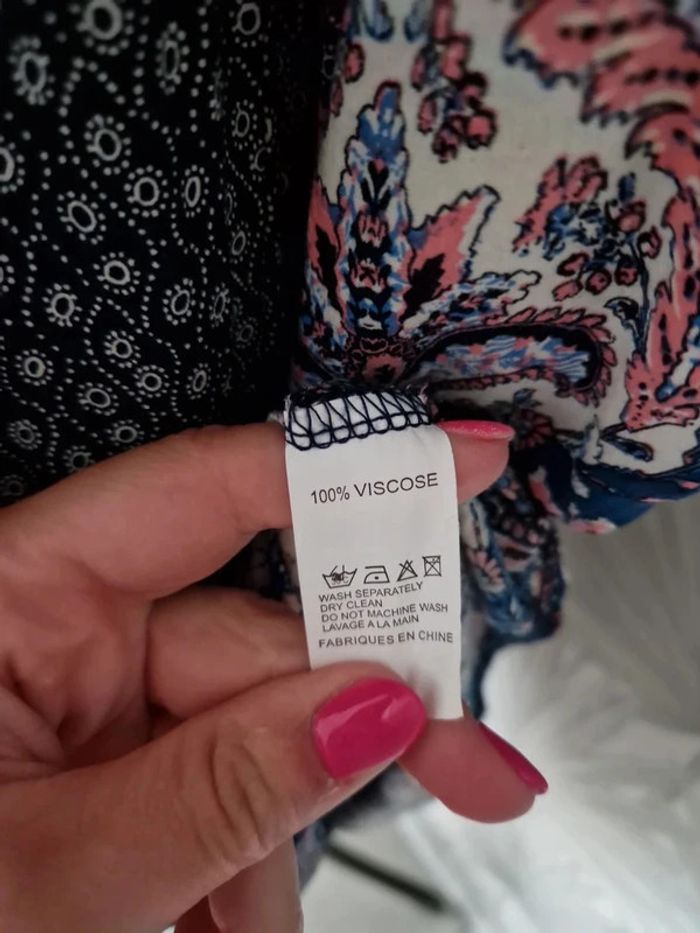 100% VISCOSE
WASH SEPARATELY
DRY CLEAN
DO NOT MACHINE WASH
LAVAGE A LA MAIN
FABRIQUES EN CHINE